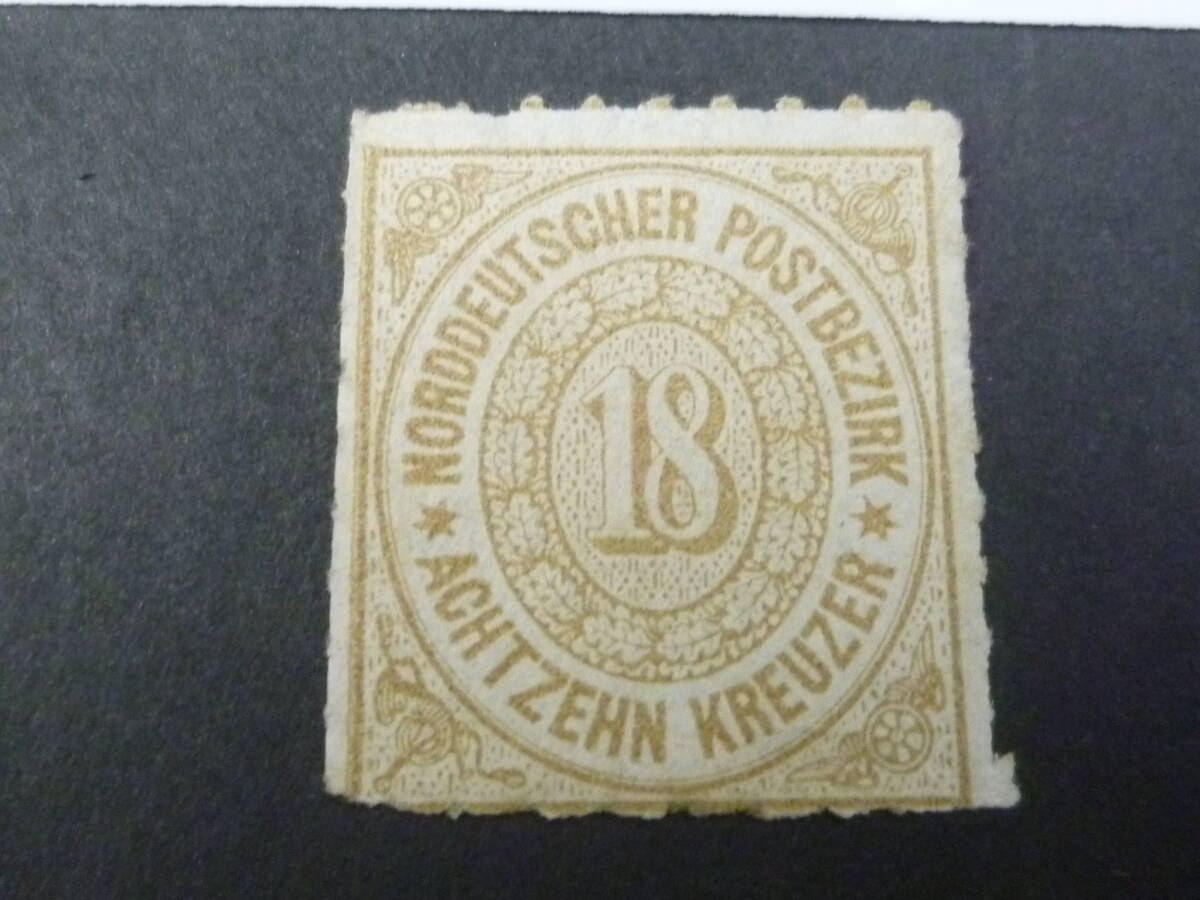 NORDDEUTSCHER POSTBEZIRK
18
* ACHTZEHN KREUZER *